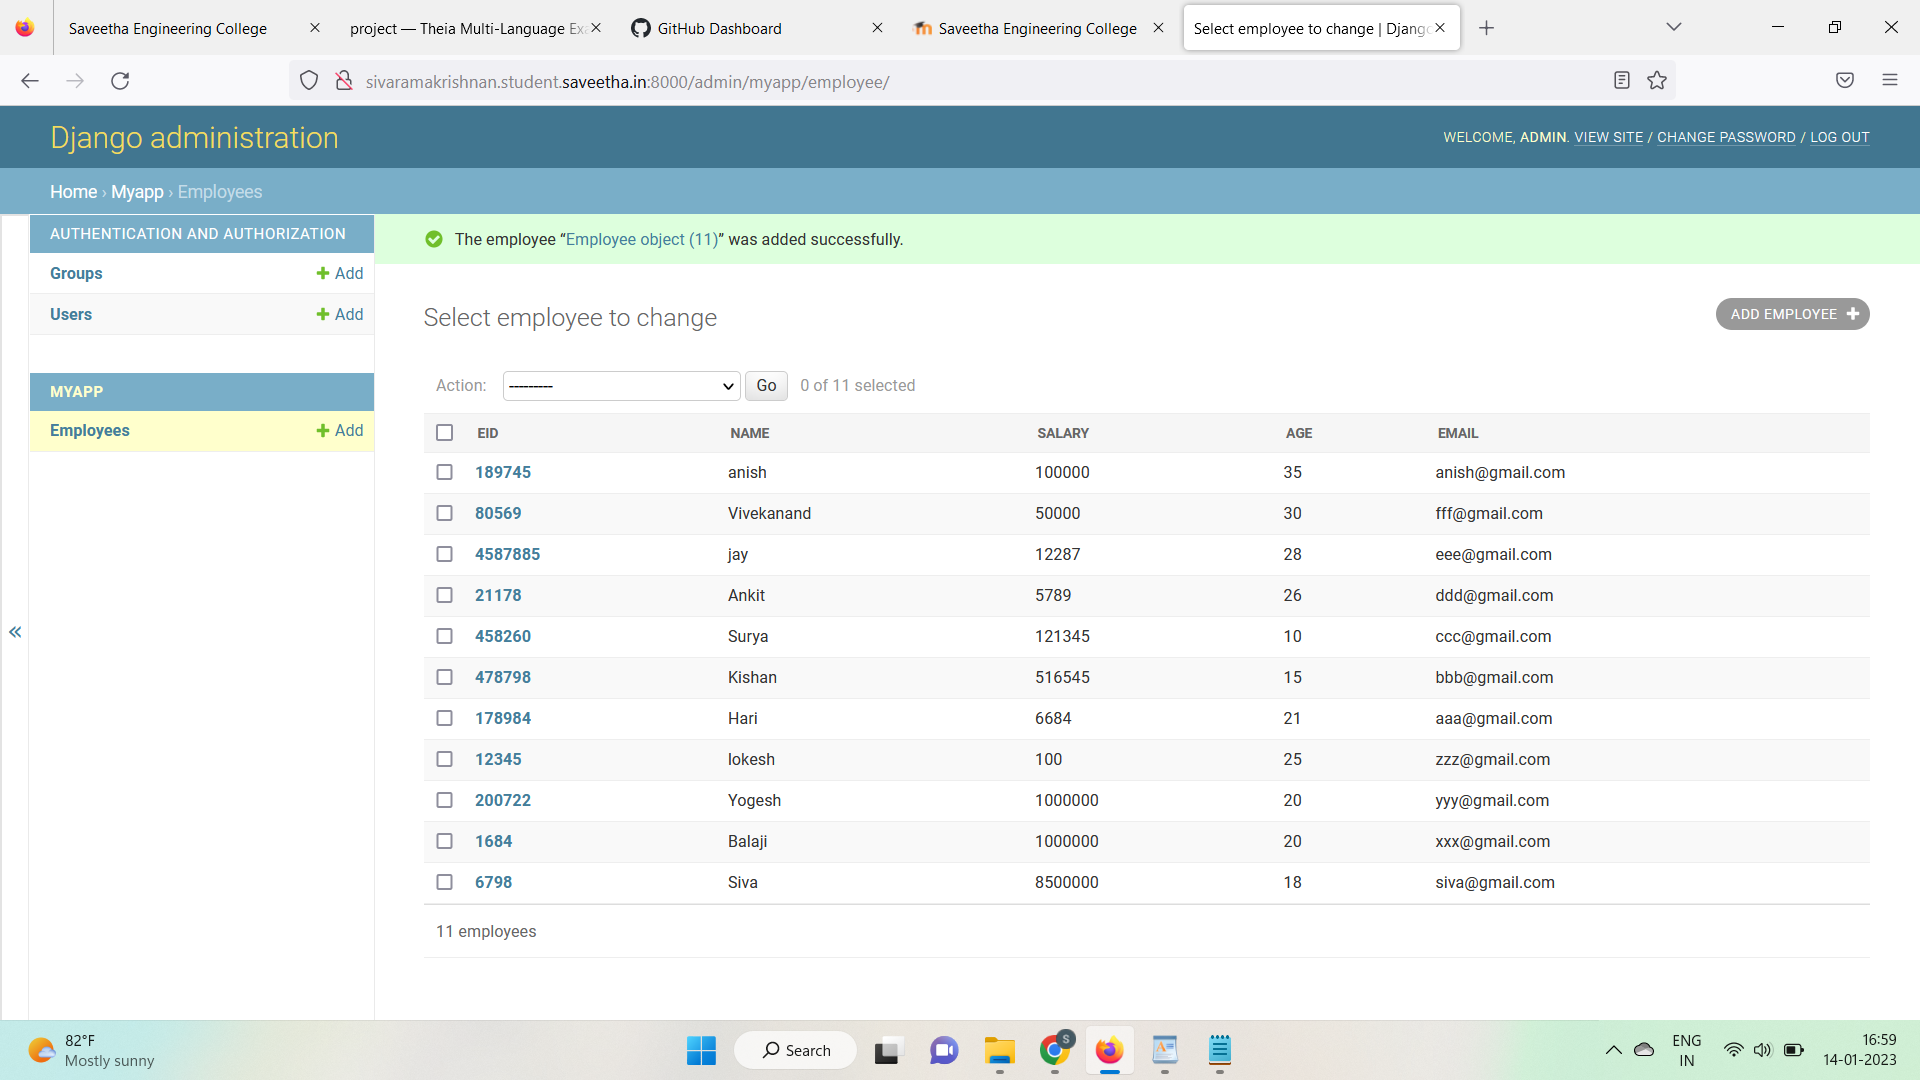 Saveetha Engineering College
project — Theia Multi-Language Exa
GitHub Dashboard
Saveetha Engineering College
Select employee to change | Django
sivaramakrishnan.student.saveetha.in:8000/admin/myapp/employee/
Django administration
WELCOME, ADMIN. VIEW SITE / CHANGE PASSWORD / LOG OUT
Home › Myapp › Employees
AUTHENTICATION AND AUTHORIZATION
Groups + Add
Users + Add
MYAPP
Employees + Add
«
The employee “Employee object (11)” was added successfully.
Select employee to change
ADD EMPLOYEE +
Action: --------- Go 0 of 11 selected
EID NAME SALARY AGE EMAIL
189745 anish 100000 35 anish@gmail.com
80569 Vivekanand 50000 30 fff@gmail.com
4587885 jay 12287 28 eee@gmail.com
21178 Ankit 5789 26 ddd@gmail.com
458260 Surya 121345 10 ccc@gmail.com
478798 Kishan 516545 15 bbb@gmail.com
178984 Hari 6684 21 aaa@gmail.com
12345 lokesh 100 25 zzz@gmail.com
200722 Yogesh 1000000 20 yyy@gmail.com
1684 Balaji 1000000 20 xxx@gmail.com
6798 Siva 8500000 18 siva@gmail.com
11 employees
82°F
Mostly sunny
Search
S
ENG
IN
16:59
14-01-2023